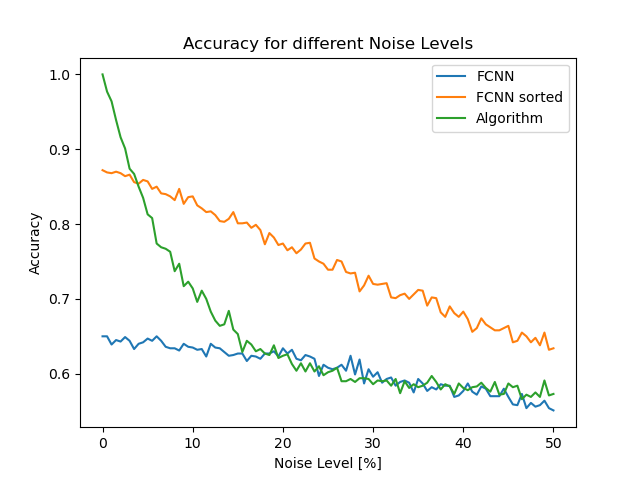 Accuracy for different Noise Levels
FCNN
FCNN sorted
Algorithm
1.0
0.9
0.8
0.7
0.6
Accuracy
0
10
20
30
40
50
Noise Level [%]